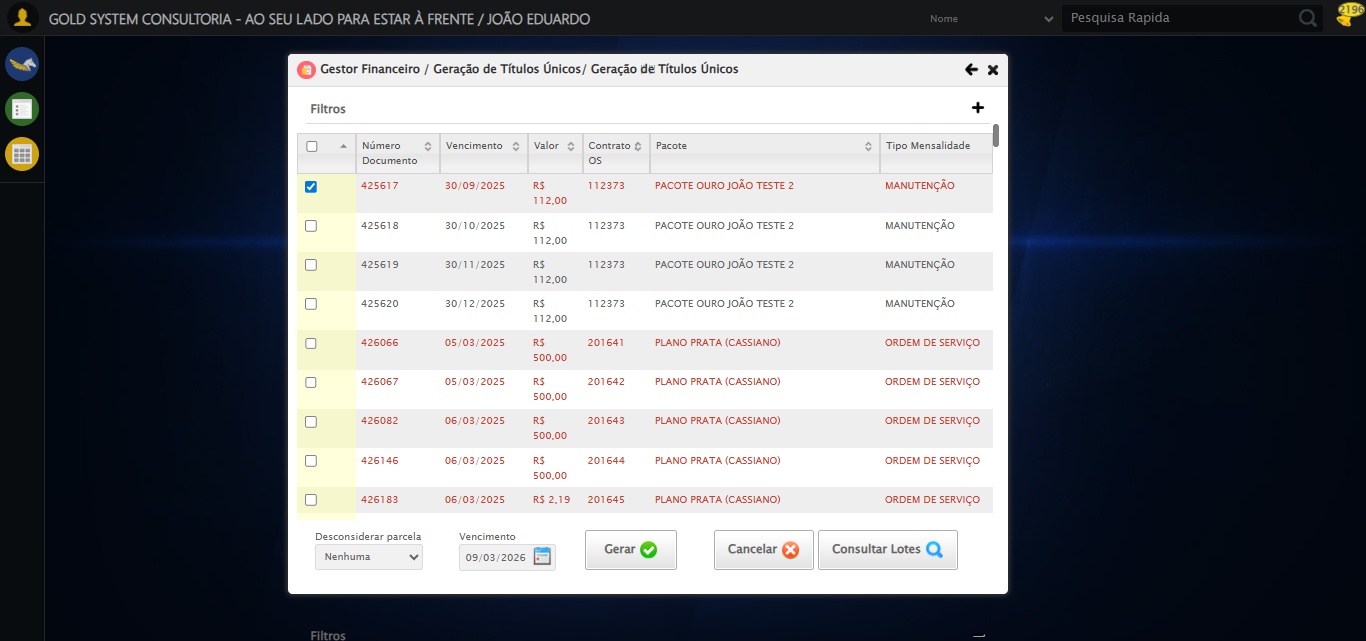 GOLD SYSTEM CONSULTORIA - AO SEU LADO PARA ESTAR À FRENTE / JOÃO EDUARDO
Nome
Pesquisa Rapida
2196
Gestor Financeiro / Geração de Títulos Únicos/ Geração de Títulos Únicos
Filtros
Número Documento Vencimento Valor Contrato OS Pacote Tipo Mensalidade
425617 30/09/2025 R$ 112,00 112373 PACOTE OURO JOÃO TESTE 2 MANUTENÇÃO
425618 30/10/2025 R$ 112,00 112373 PACOTE OURO JOÃO TESTE 2 MANUTENÇÃO
425619 30/11/2025 R$ 112,00 112373 PACOTE OURO JOÃO TESTE 2 MANUTENÇÃO
425620 30/12/2025 R$ 112,00 112373 PACOTE OURO JOÃO TESTE 2 MANUTENÇÃO
426066 05/03/2025 R$ 500,00 201641 PLANO PRATA (CASSIANO) ORDEM DE SERVIÇO
426067 05/03/2025 R$ 500,00 201642 PLANO PRATA (CASSIANO) ORDEM DE SERVIÇO
426082 06/03/2025 R$ 500,00 201643 PLANO PRATA (CASSIANO) ORDEM DE SERVIÇO
426146 06/03/2025 R$ 500,00 201644 PLANO PRATA (CASSIANO) ORDEM DE SERVIÇO
426183 06/03/2025 R$ 2,19 201645 PLANO PRATA (CASSIANO) ORDEM DE SERVIÇO
Desconsiderar parcela Vencimento
Nenhuma 09/03/2026 Gerar Cancelar Consultar Lotes
Filtros